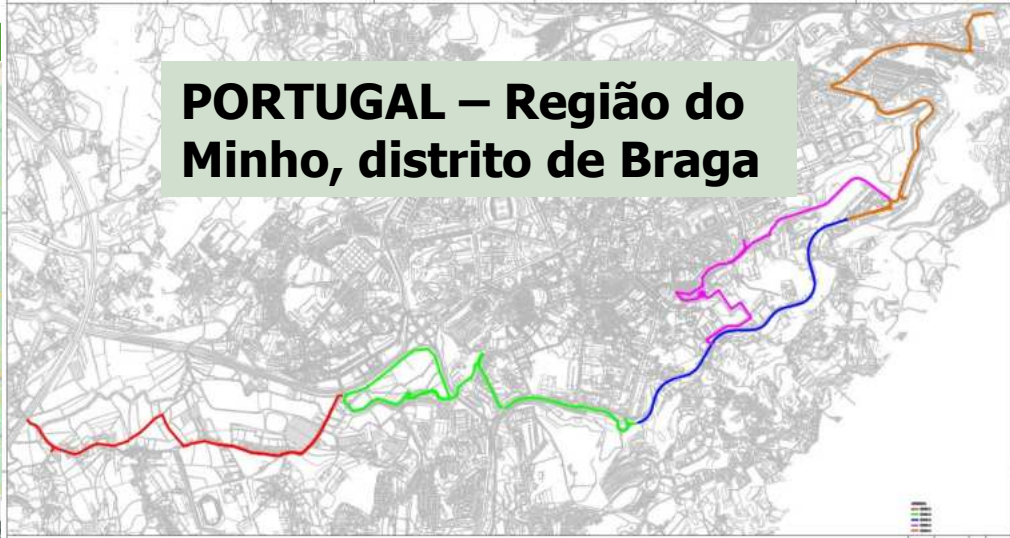 PORTUGAL – Região do
Minho, distrito de Braga